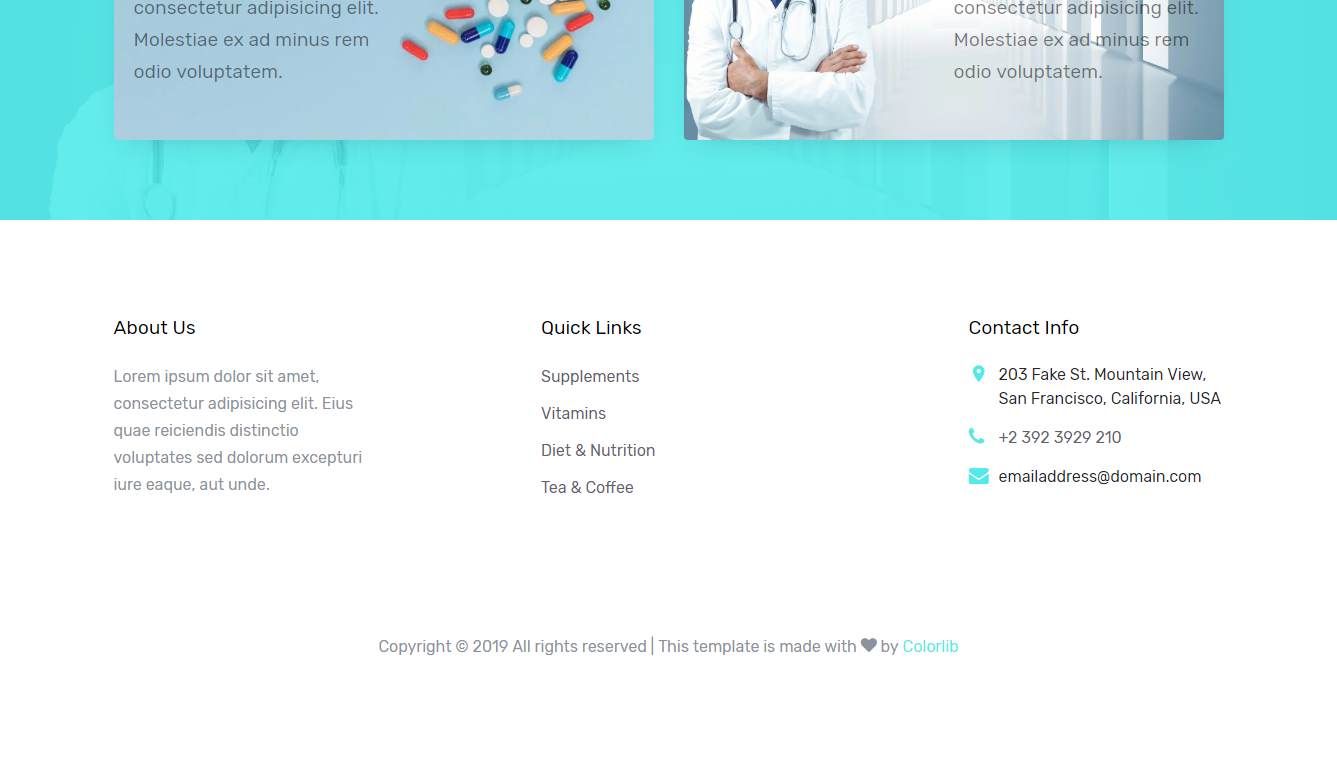 consectetur adipisicing elit.
Molestiae ex ad minus rem
odio voluptatem.
consectetur adipisicing elit.
Molestiae ex ad minus rem
odio voluptatem.
About Us
Lorem ipsum dolor sit amet,
consectetur adipisicing elit. Eius
quae reiciendis distinctio
voluptates sed dolorum excepturi
iure eaque, aut unde.
Quick Links
Supplements
Vitamins
Diet & Nutrition
Tea & Coffee
Contact Info
203 Fake St. Mountain View,
San Francisco, California, USA
+2 392 3929 210
emailaddress@domain.com
Copyright © 2019 All rights reserved | This template is made with ♥ by Colorlib